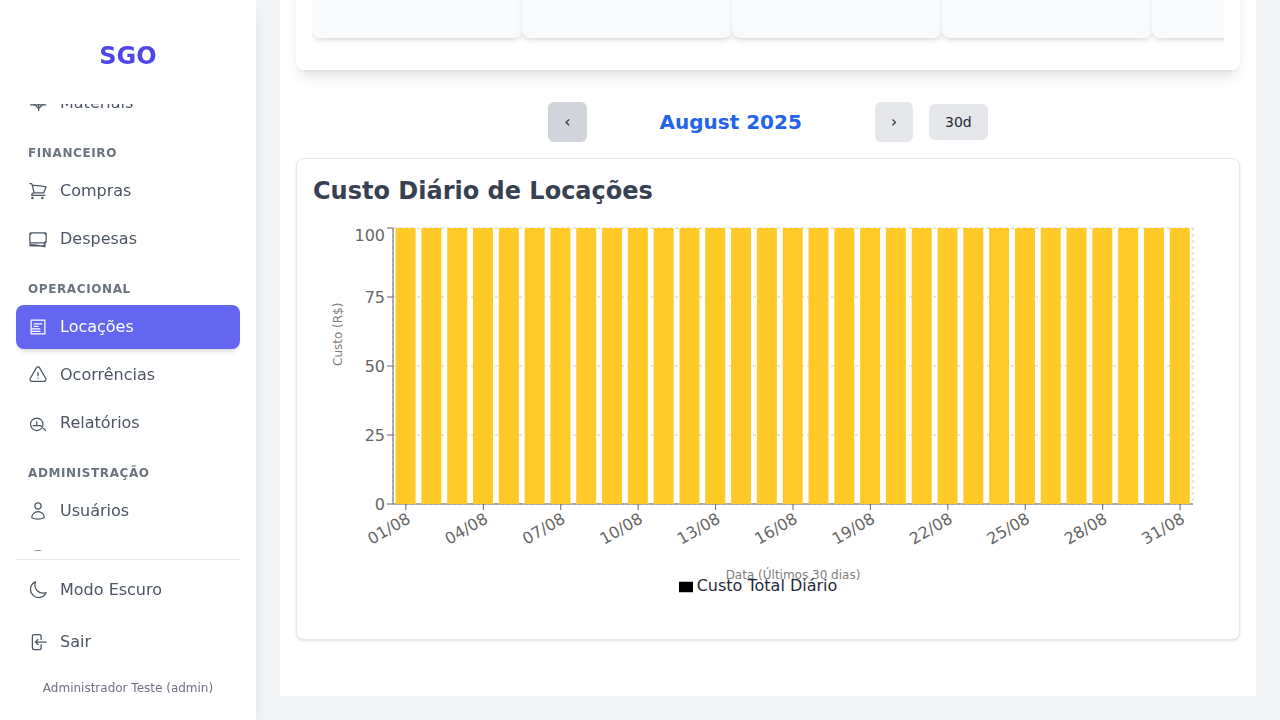 SGO
Materiais
FINANCEIRO
Compras
Despesas
OPERACIONAL
Locações
Ocorrências
Relatórios
ADMINISTRAÇÃO
Usuários
Modo Escuro
Sair
Administrador Teste (admin)
‹
August 2025
›
30d
Custo Diário de Locações
100
75
50
25
0
Custo (R$)
01/08
04/08
07/08
10/08
13/08
16/08
19/08
22/08
25/08
28/08
31/08
Data (Últimos 30 dias)
Custo Total Diário